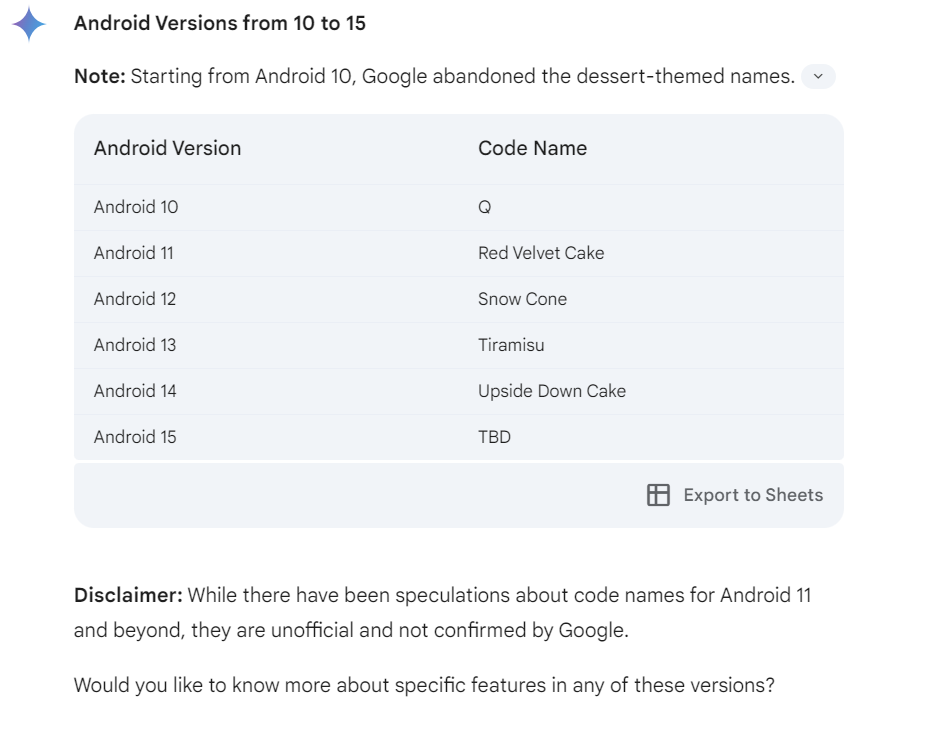 Android Versions from 10 to 15
Note: Starting from Android 10, Google abandoned the dessert-themed names.
Android Version Code Name
Android 10 Q
Android 11 Red Velvet Cake
Android 12 Snow Cone
Android 13 Tiramisu
Android 14 Upside Down Cake
Android 15 TBD
Export to Sheets
Disclaimer: While there have been speculations about code names for Android 11
and beyond, they are unofficial and not confirmed by Google.
Would you like to know more about specific features in any of these versions?